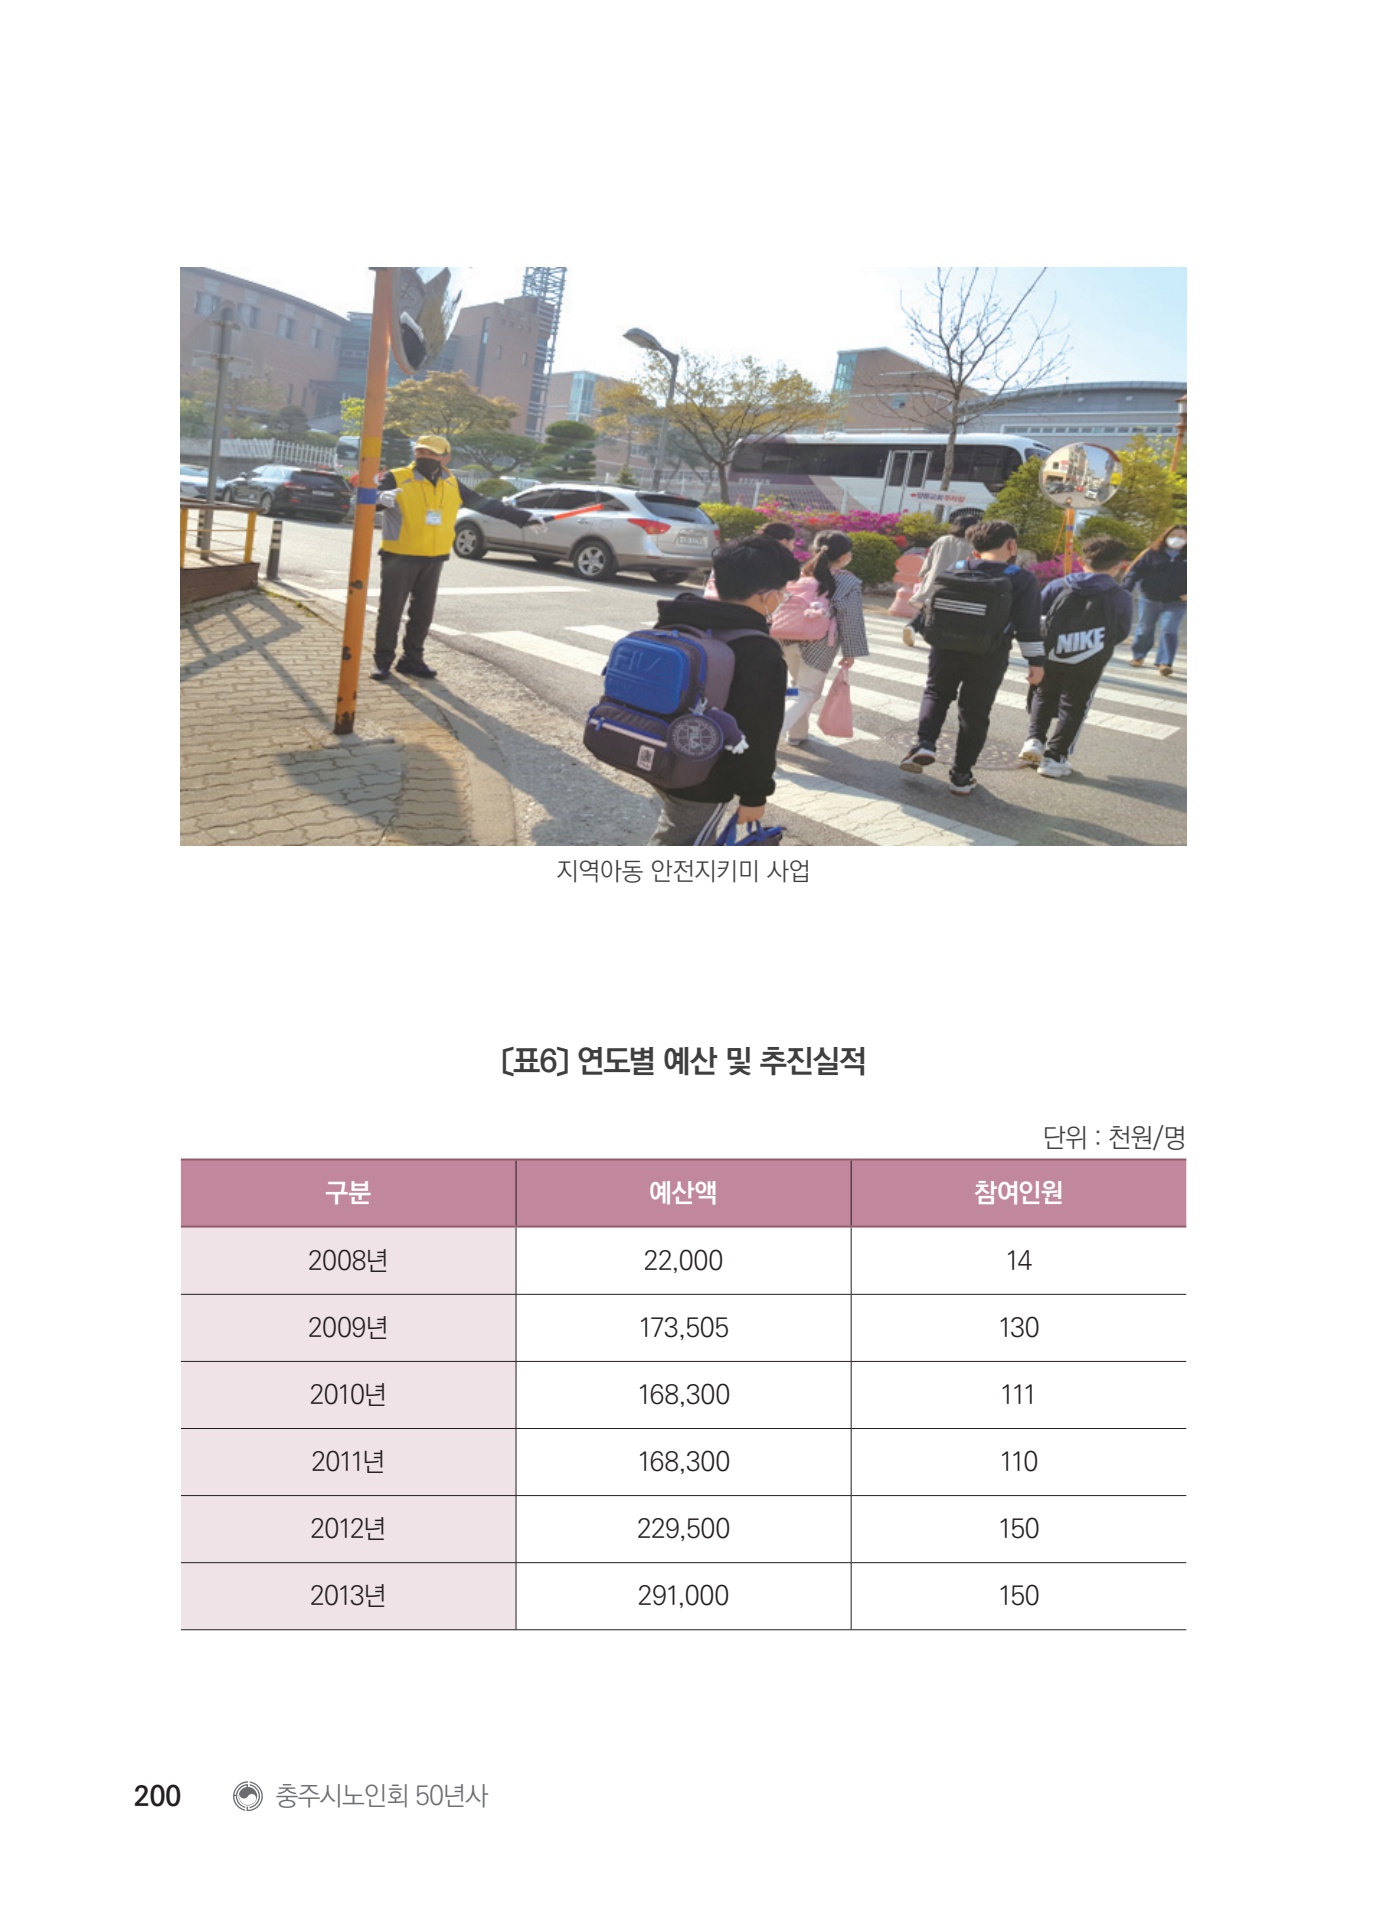 FILA
NIKE
지역아동 안전지키미 사업
〔표6〕 연도별 예산 및 추진실적
단위 : 천원/명
구분 예산액 참여인원
2008년 22,000 14
2009년 173,505 130
2010년 168,300 111
2011년 168,300 110
2012년 229,500 150
2013년 291,000 150
200 충주시노인회 50년사